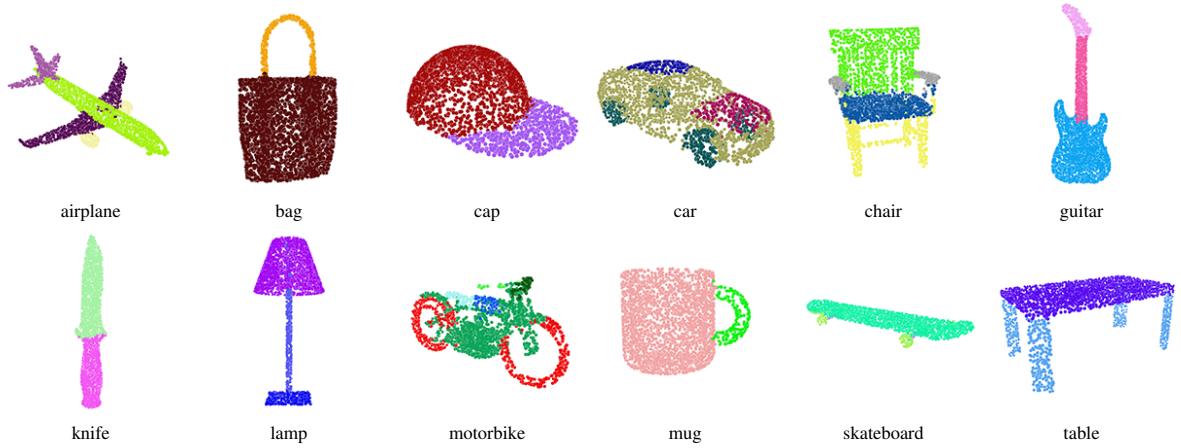 airplane
bag
cap
car
chair
guitar
knife
lamp
motorbike
mug
skateboard
table